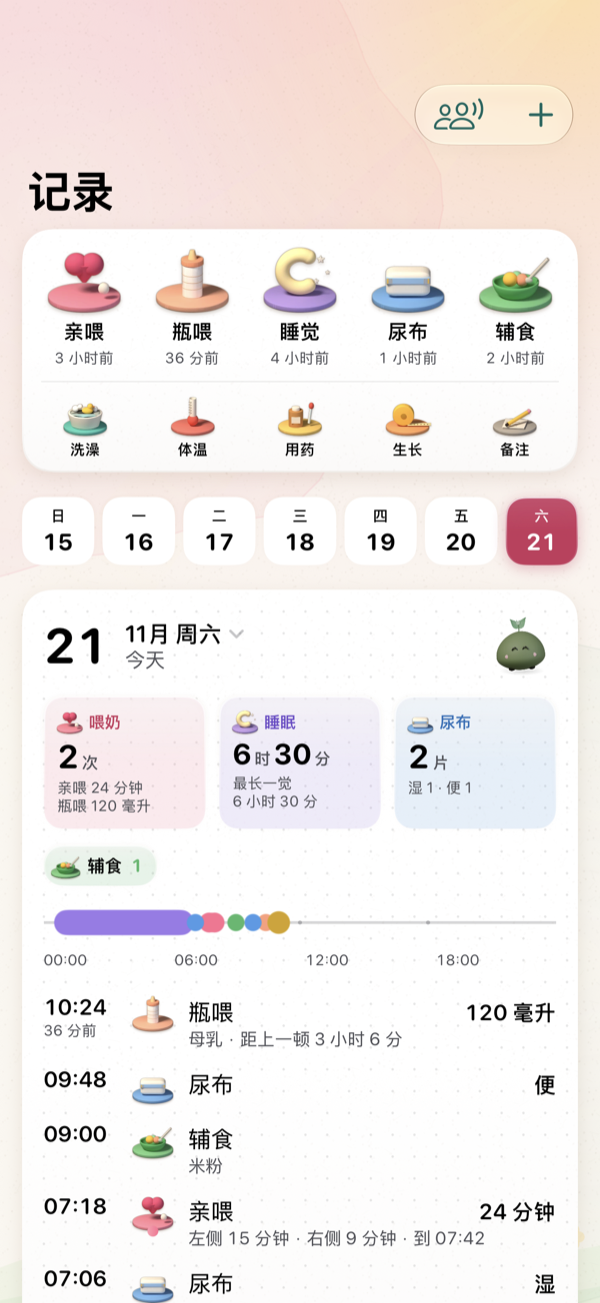 记录
亲喂 瓶喂 睡觉 尿布 辅食
3 小时前 36 分前 4 小时前 1 小时前 2 小时前
洗澡 体温 用药 生长 备注
日 一 二 三 四 五 六
15 16 17 18 19 20 21
21 11月 周六
今天
喂奶
2 次
亲喂 24 分钟
瓶喂 120 毫升
睡眠
6 时 30 分
最长一觉
6 小时 30 分
尿布
2 片
湿 1 · 便 1
辅食 1
00:00 06:00 12:00 18:00
10:24 瓶喂 120 毫升
36 分前 母乳 · 距上一顿 3 小时 6 分
09:48 尿布 便
09:00 辅食
米粉
07:18 亲喂 24 分钟
左侧 15 分钟 · 右侧 9 分钟 · 到 07:42
07:06 尿布 湿